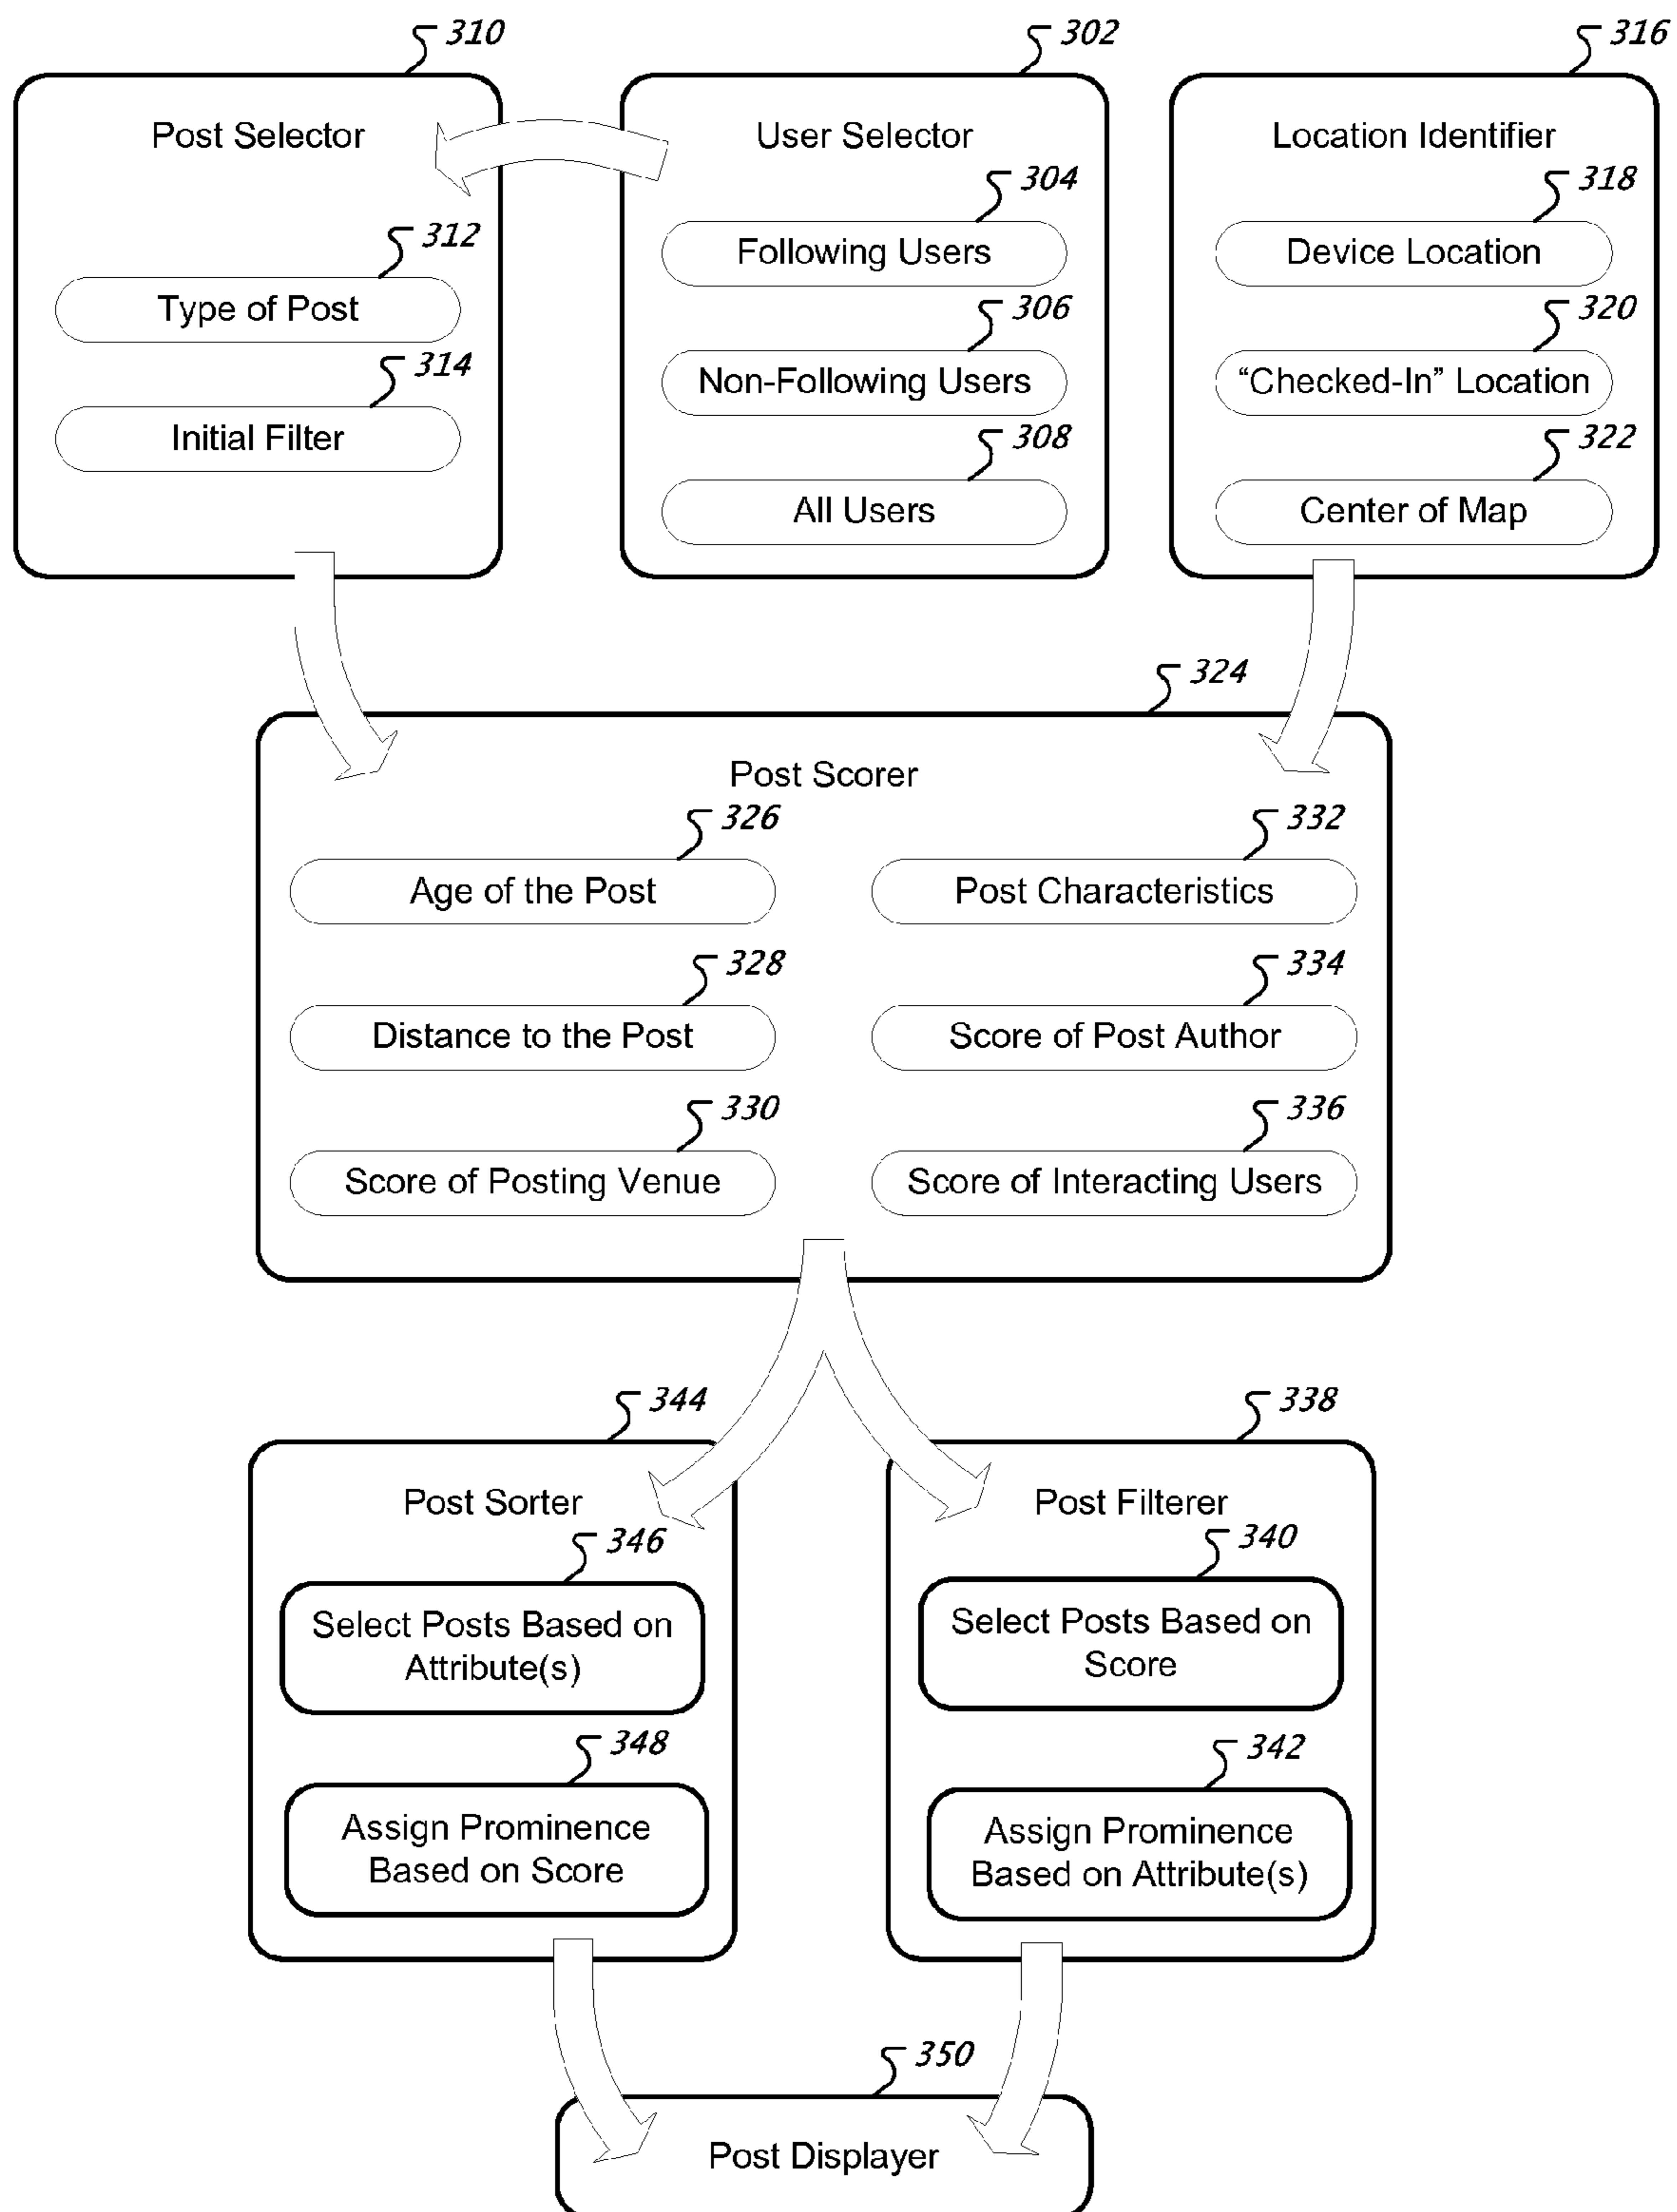 310
Post Selector
312
Type of Post
314
Initial Filter
302
User Selector
304
Following Users
306
Non-Following Users
308
All Users
316
Location Identifier
318
Device Location
320
“Checked-In” Location
322
Center of Map
324
Post Scorer
326
Age of the Post
328
Distance to the Post
330
Score of Posting Venue
332
Post Characteristics
334
Score of Post Author
336
Score of Interacting Users
344
Post Sorter
346
Select Posts Based on
Attribute(s)
348
Assign Prominence
Based on Score
338
Post Filterer
340
Select Posts Based on
Score
342
Assign Prominence
Based on Attribute(s)
350
Post Displayer